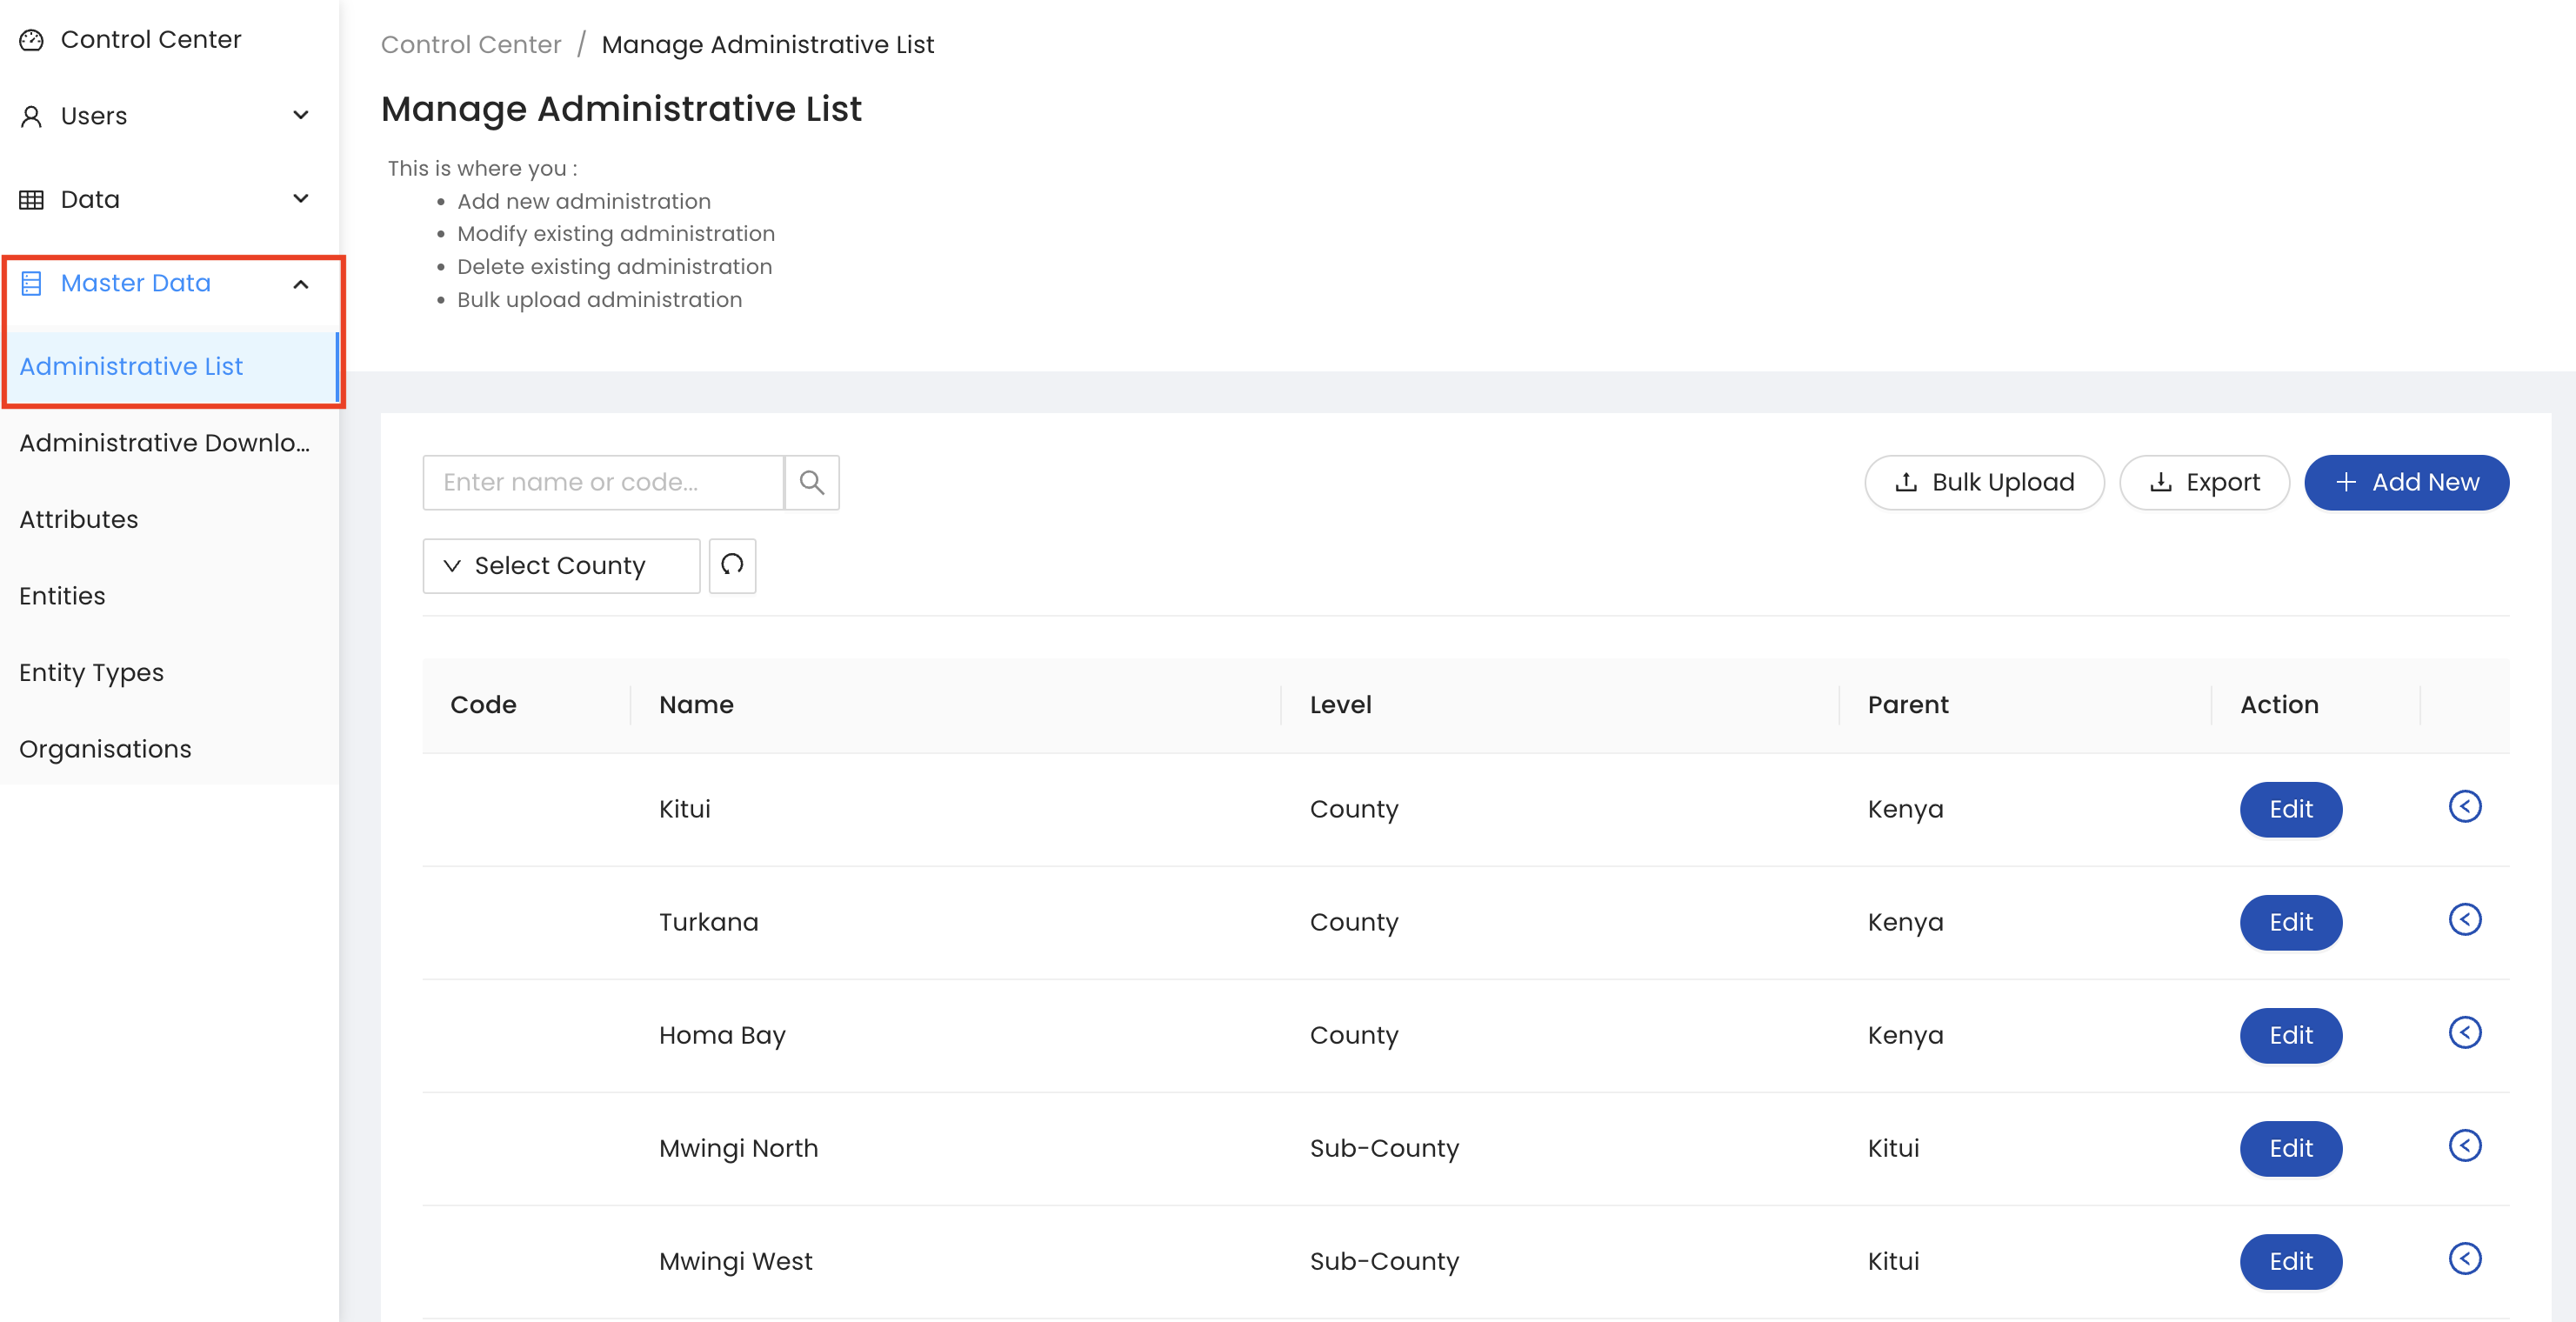 Control Center
Users
Data
Master Data
Administrative List
Administrative Downlo...
Attributes
Entities
Entity Types
Organisations
Control Center / Manage Administrative List
Manage Administrative List
This is where you :
• Add new administration
• Modify existing administration
• Delete existing administration
• Bulk upload administration
Enter name or code...
Bulk Upload
Export
Add New
Select County
Code Name Level Parent Action
Kitui County Kenya Edit
Turkana County Kenya Edit
Homa Bay County Kenya Edit
Mwingi North Sub-County Kitui Edit
Mwingi West Sub-County Kitui Edit